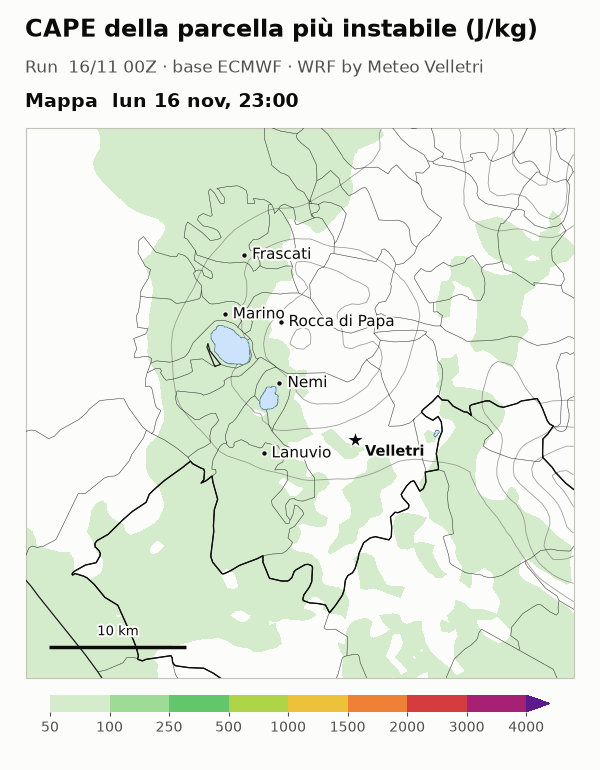 CAPE della parcella più instabile (J/kg)
Run  16/11 00Z · base ECMWF · WRF by Meteo Velletri
Mappa  lun 16 nov, 23:00
Frascati
Marino
Rocca di Papa
Nemi
Velletri
Lanuvio
10 km
50 100 250 500 1000 1500 2000 3000 4000